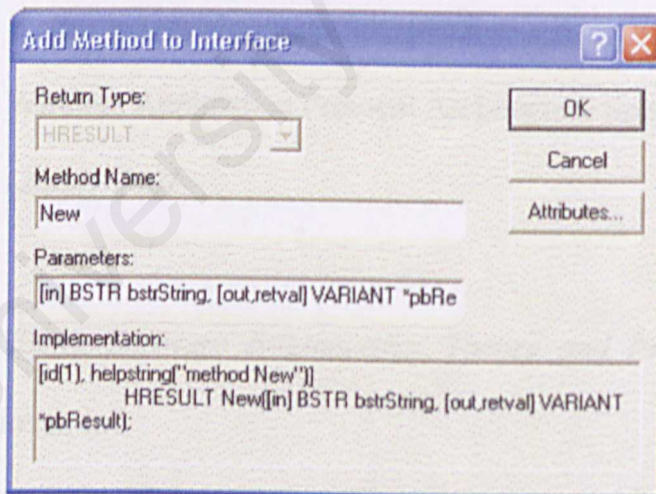 Add Method to Interface
Return Type:
HRESULT
OK
Method Name:
Cancel
New
Attributes...
Parameters:
[in] BSTR bstrString, [out,retval] VARIANT *pbRe
Implementation:
[id(1), helpstring("method New")]
HRESULT New([in] BSTR bstrString, [out,retval] VARIANT
*pbResult);
University